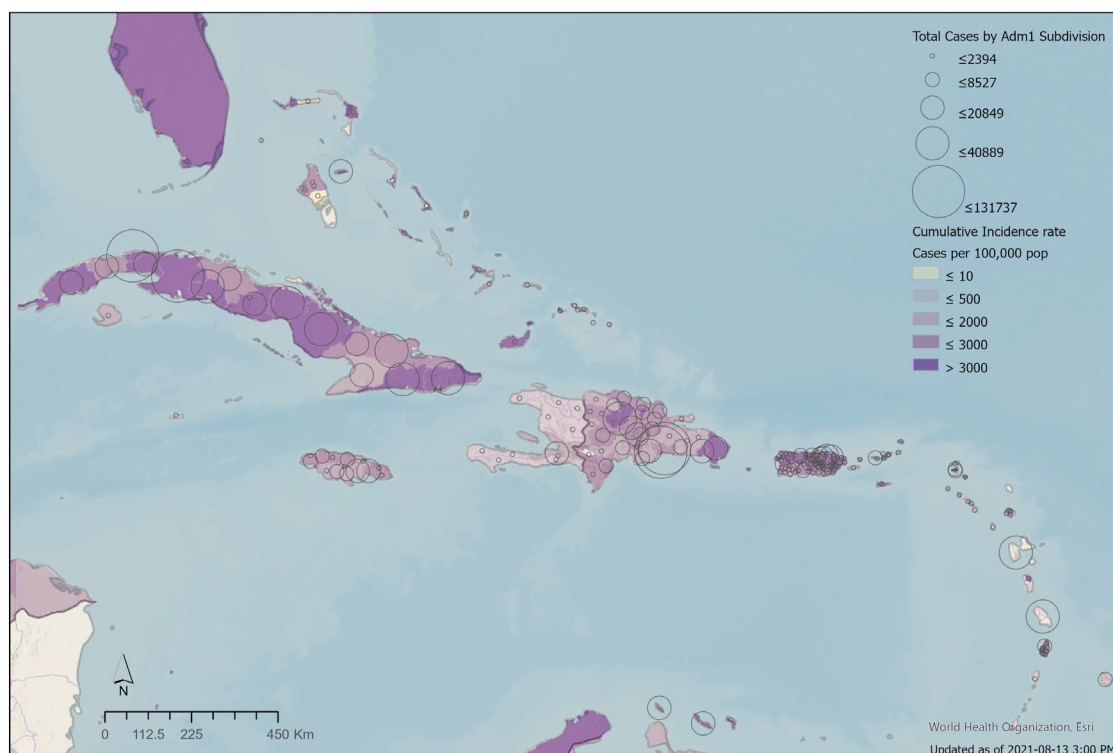 Total Cases by Adm1 Subdivision
≤2394
≤8527
≤20849
≤40889
≤131737
Cumulative Incidence rate
Cases per 100,000 pop
≤ 10
≤ 500
≤ 2000
≤ 3000
> 3000
N
0 112.5 225 450 Km
World Health Organization, Esri
Updated as of 2021-08-13 3:00 PM